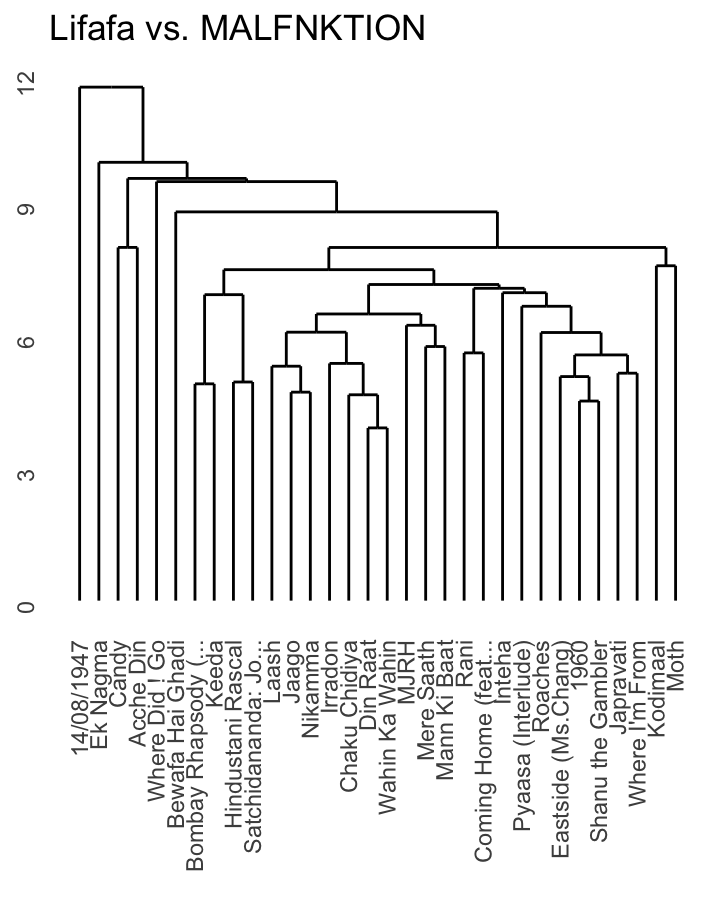 Lifafa vs. MALFNKTION
12
9
6
3
0
14/08/1947
Ek Nagma
Candy
Acche Din
Where Did I Go
Bewafa Hai Ghadi
Bombay Rhapsody (...
Keeda
Hindustani Rascal
Satchidananda: Jo...
Laash
Jaago
Nikamma
Irradon
Chaku Chidiya
Din Raat
Wahin Ka Wahin
MJRH
Mere Saath
Mann Ki Baat
Rani
Coming Home (feat...
Inteha
Pyaasa (Interlude)
Roaches
Eastside (Ms.Chang)
1960
Shanu the Gambler
Japravati
Where I'm From
Kodimaal
Moth